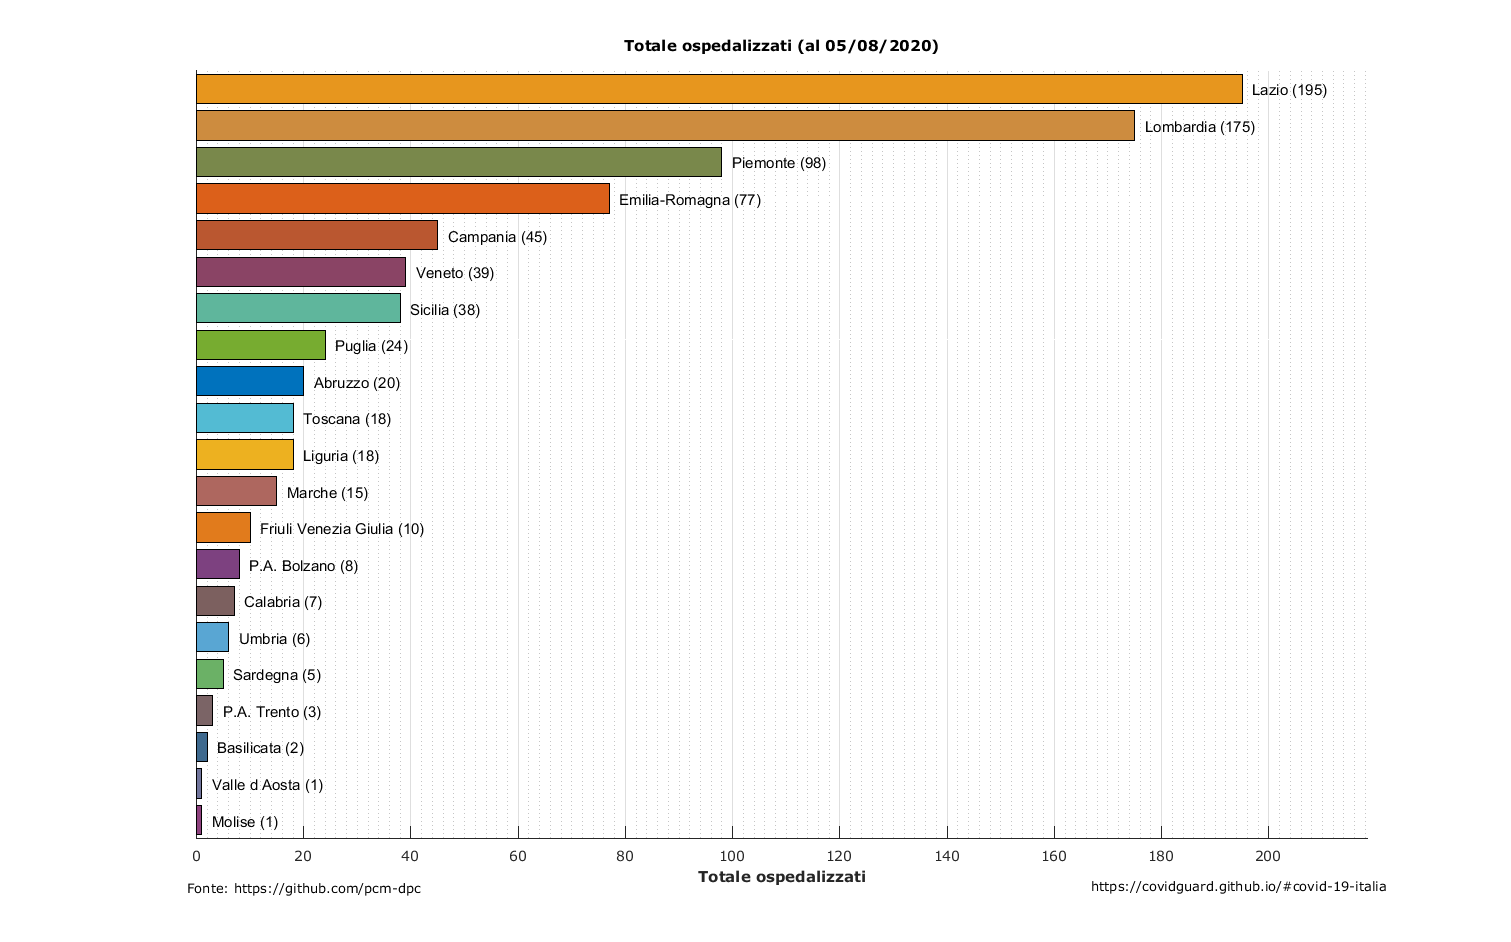 Totale ospedalizzati (al 05/08/2020)
Lazio (195)
Lombardia (175)
Piemonte (98)
Emilia-Romagna (77)
Campania (45)
Veneto (39)
Sicilia (38)
Puglia (24)
Abruzzo (20)
Toscana (18)
Liguria (18)
Marche (15)
Friuli Venezia Giulia (10)
P.A. Bolzano (8)
Calabria (7)
Umbria (6)
Sardegna (5)
P.A. Trento (3)
Basilicata (2)
Valle d Aosta (1)
Molise (1)
0 20 40 60 80 100 120 140 160 180 200
Totale ospedalizzati
Fonte: https://github.com/pcm-dpc
https://covidguard.github.io/#covid-19-italia